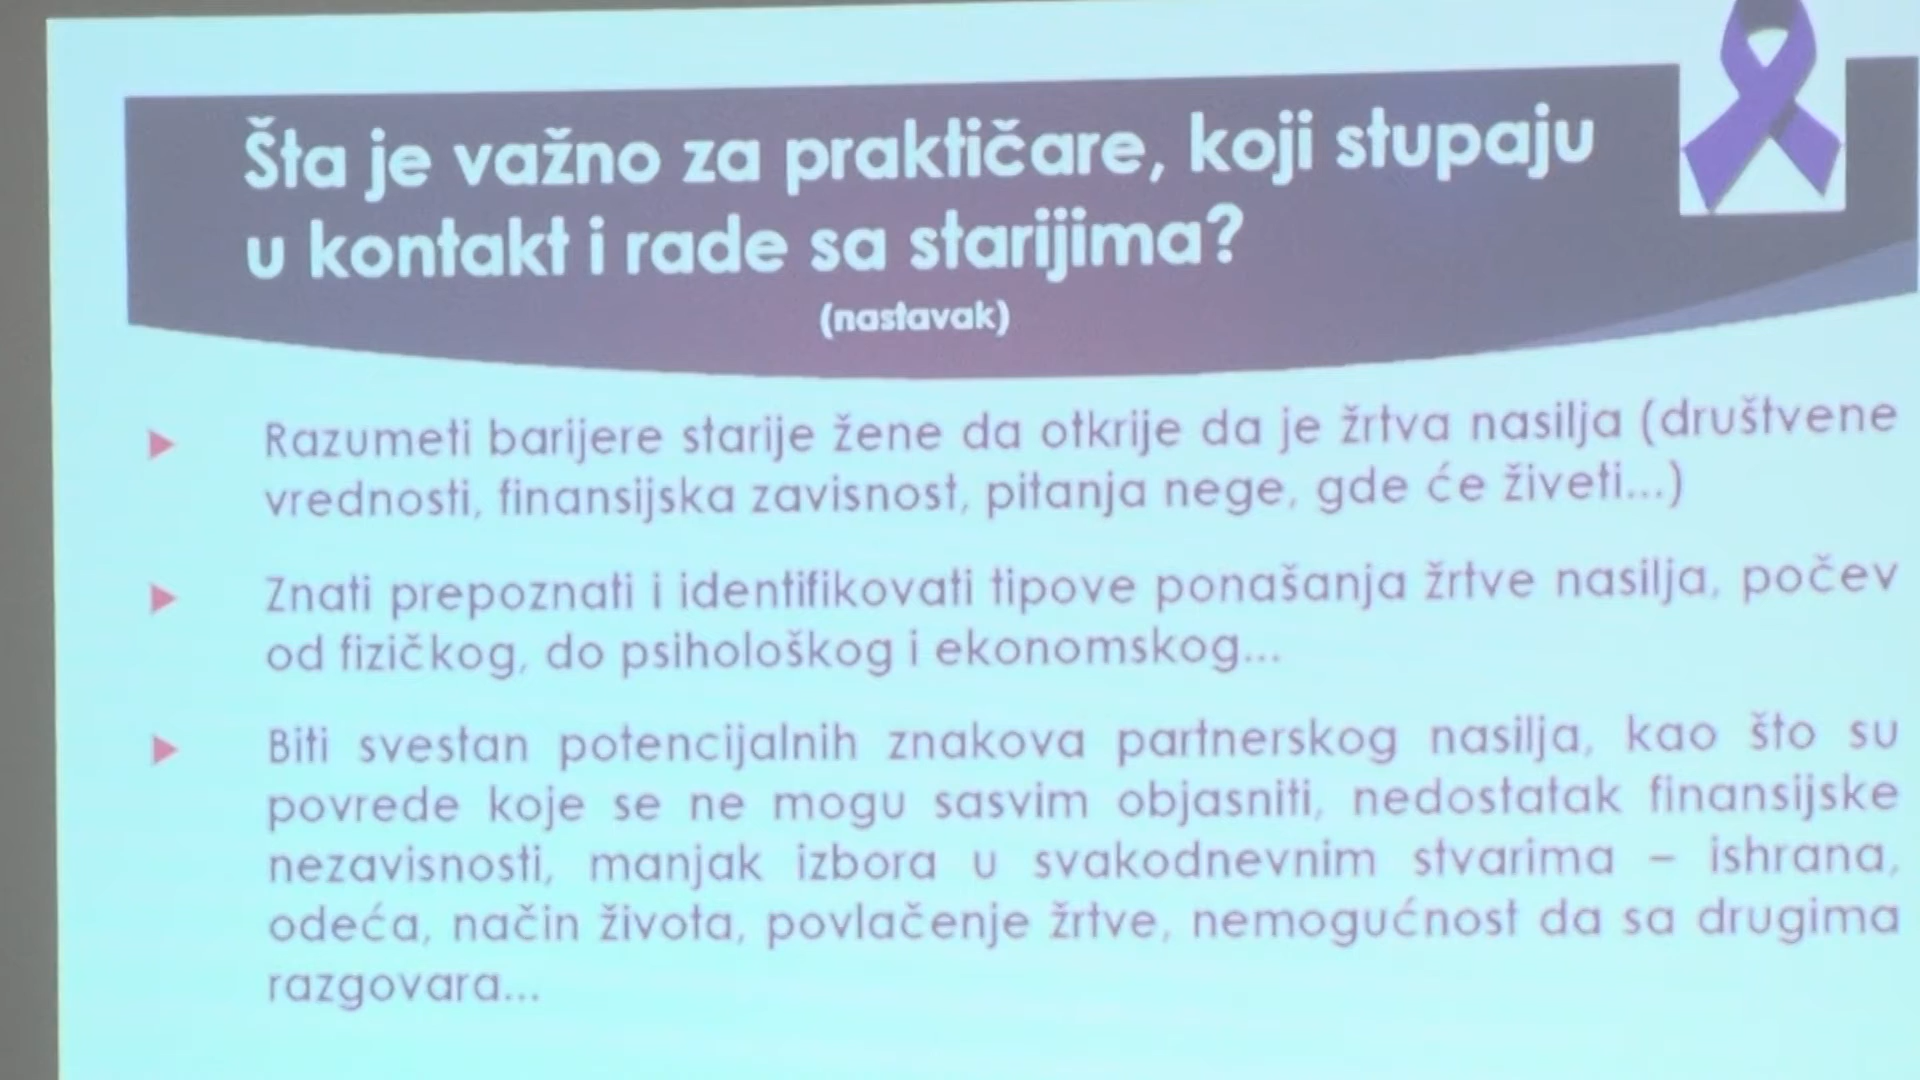 Šta je važno za praktičare, koji stupaju
u kontakt i rade sa starijima?
(nastavak)
Razumeti barijere starije žene da otkrije da je žrtva nasilja (društvene
vrednosti, finansijska zavisnost, pitanja nege, gde će živeti...)
Znati prepoznati i identifikovati tipove ponašanja žrtve nasilja, počev
od fizičkog, do psihološkog i ekonomskog...
Biti svestan potencijalnih znakova partnerskog nasilja, kao što su
povrede koje se ne mogu sasvim objasniti, nedostatak finansijske
nezavisnosti, manjak izbora u svakodnevnim stvarima – ishrana,
odeća, način života, povlačenje žrtve, nemogućnost da sa drugima
razgovara...